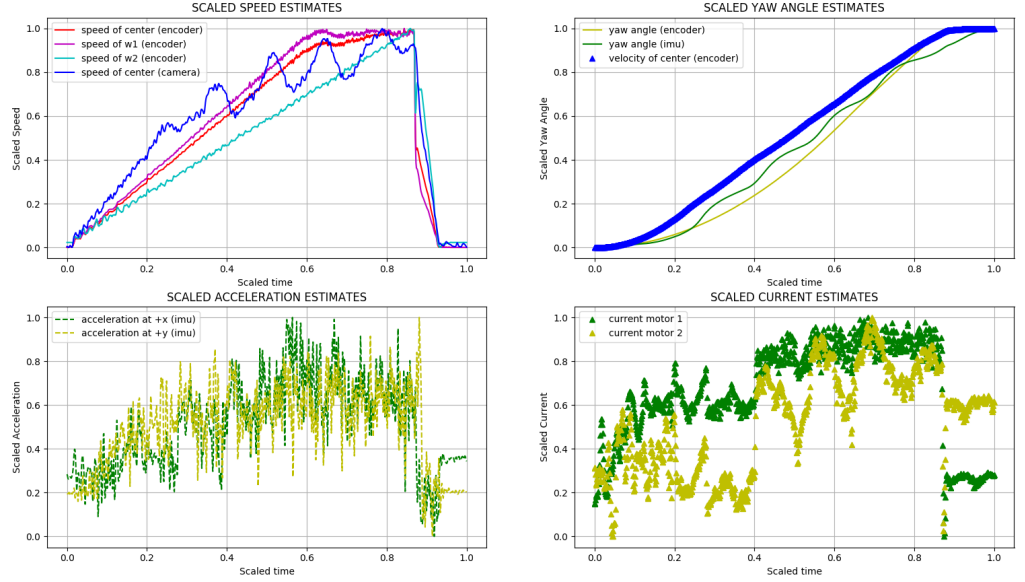 SCALED SPEED ESTIMATES
speed of center (encoder)
speed of w1 (encoder)
speed of w2 (encoder)
speed of center (camera)
Scaled Speed
1.0
0.8
0.6
0.4
0.2
0.0
0.0 0.2 0.4 0.6 0.8 1.0
Scaled time
SCALED YAW ANGLE ESTIMATES
yaw angle (encoder)
yaw angle (imu)
velocity of center (encoder)
Scaled Yaw Angle
1.0
0.8
0.6
0.4
0.2
0.0
0.0 0.2 0.4 0.6 0.8 1.0
Scaled time
SCALED ACCELERATION ESTIMATES
acceleration at +x (imu)
acceleration at +y (imu)
Scaled Acceleration
1.0
0.8
0.6
0.4
0.2
0.0
0.0 0.2 0.4 0.6 0.8 1.0
Scaled time
SCALED CURRENT ESTIMATES
current motor 1
current motor 2
Scaled Current
1.0
0.8
0.6
0.4
0.2
0.0
0.0 0.2 0.4 0.6 0.8 1.0
Scaled time